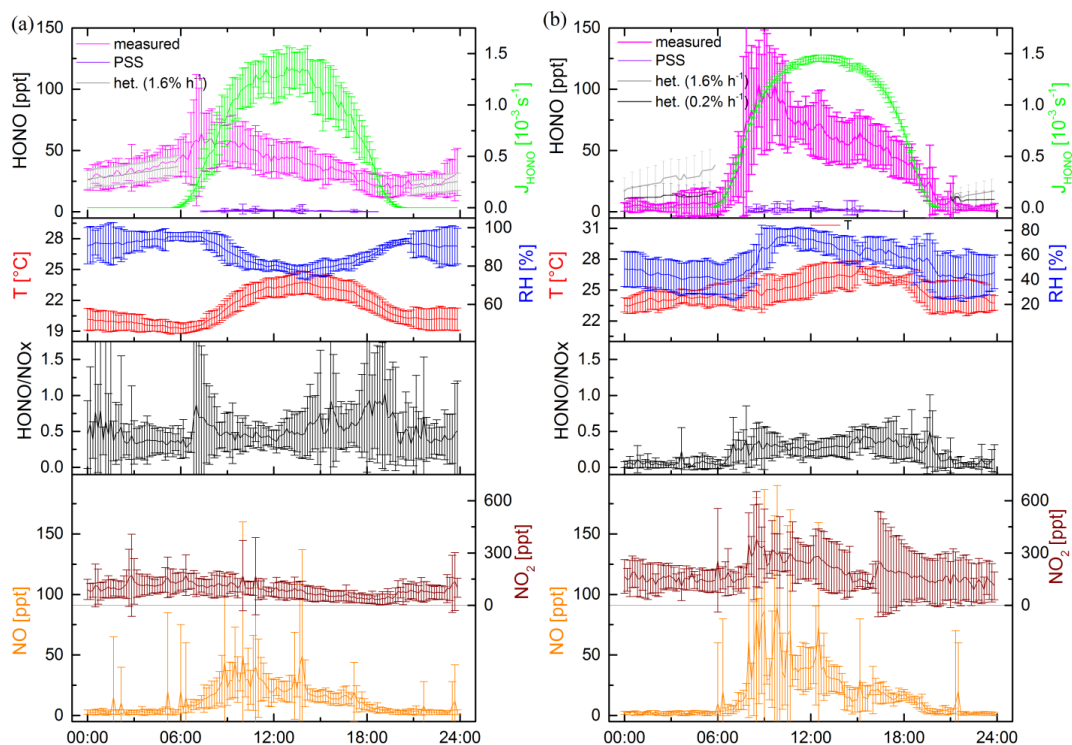 (a)
measured
PSS
het. (1.6% h⁻¹)
HONO [ppt]
150
100
50
0
1.5
1.0
0.5
0.0
J_HONO [10⁻³ s⁻¹]
T [°C]
28
25
22
19
100
80
60
RH [%]
HONO/NOx
1.5
1.0
0.5
0.0
NO [ppt]
150
100
50
0
600
300
0
NO₂ [ppt]
00:00
06:00
12:00
18:00
24:00
(b)
measured
PSS
het. (1.6% h⁻¹)
het. (0.2% h⁻¹)
HONO [ppt]
150
100
50
0
1.5
1.0
0.5
0.0
J_HONO [10⁻³ s⁻¹]
T
T [°C]
31
28
25
22
80
60
40
20
RH [%]
HONO/NOx
1.5
1.0
0.5
0.0
NO [ppt]
150
100
50
0
600
300
0
NO₂ [ppt]
00:00
06:00
12:00
18:00
24:00